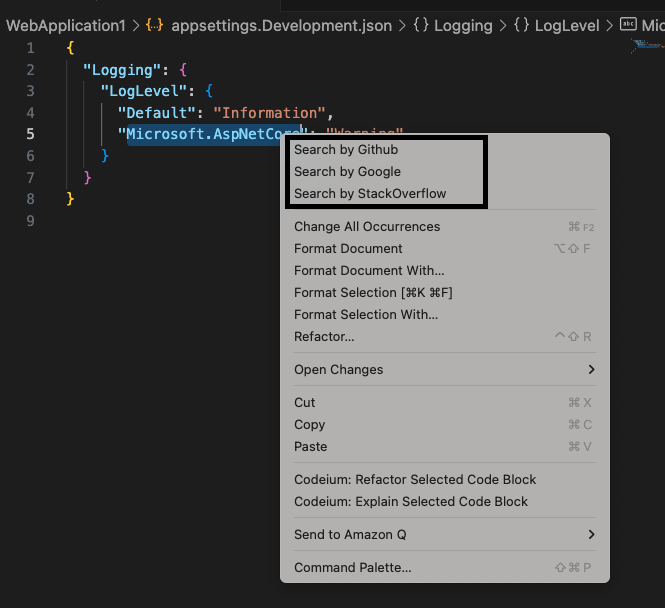 WebApplication1 > {..} appsettings.Development.json > {} Logging > {} LogLevel > abc Mic
1 {
2 "Logging": {
3 "LogLevel": {
4 "Default": "Information",
5 "Microsoft.AspNetCore": "Warning"
6 }
7 }
8 }
9
Search by Github
Search by Google
Search by StackOverflow
Change All Occurrences ⌘ F2
Format Document ⌥⇧ F
Format Document With...
Format Selection [⌘K ⌘F]
Format Selection With...
Refactor... ^⇧ R
Open Changes >
Cut ⌘ X
Copy ⌘ C
Paste ⌘ V
Codeium: Refactor Selected Code Block
Codeium: Explain Selected Code Block
Send to Amazon Q >
Command Palette... ⇧⌘ P